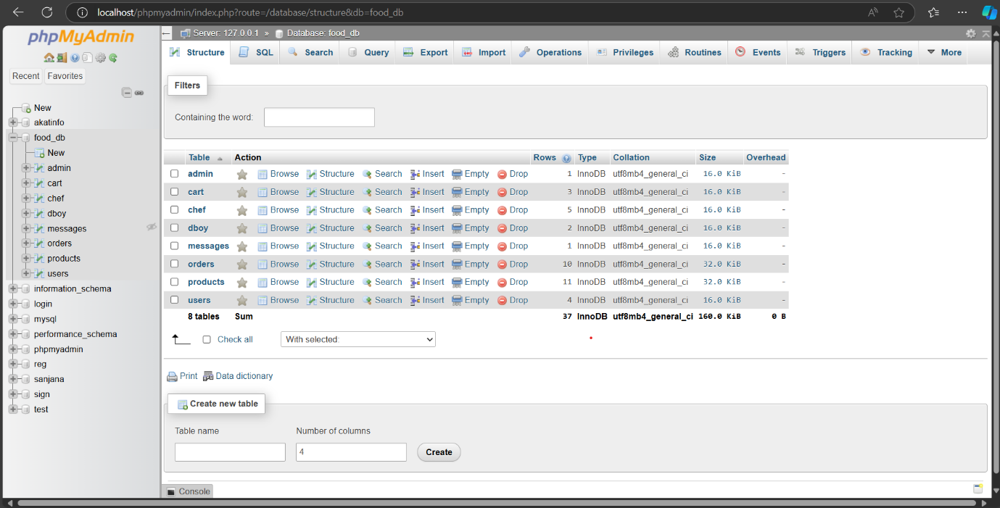 localhost/phpmyadmin/index.php?route=/database/structure&db=food_db
phpMyAdmin
Recent Favorites
New
akatinfo
food_db
New
admin
cart
chef
dboy
messages
orders
products
users
information_schema
login
mysql
performance_schema
phpmyadmin
reg
sanjana
sign
test
Server: 127.0.0.1 » Database: food_db
Structure SQL Search Query Export Import Operations Privileges Routines Events Triggers Tracking More
Filters
Containing the word:
Table Action Rows Type Collation Size Overhead
admin Browse Structure Search Insert Empty Drop 1 InnoDB utf8mb4_general_ci 16.0 KiB -
cart Browse Structure Search Insert Empty Drop 3 InnoDB utf8mb4_general_ci 16.0 KiB -
chef Browse Structure Search Insert Empty Drop 5 InnoDB utf8mb4_general_ci 16.0 KiB -
dboy Browse Structure Search Insert Empty Drop 2 InnoDB utf8mb4_general_ci 16.0 KiB -
messages Browse Structure Search Insert Empty Drop 1 InnoDB utf8mb4_general_ci 16.0 KiB -
orders Browse Structure Search Insert Empty Drop 10 InnoDB utf8mb4_general_ci 32.0 KiB -
products Browse Structure Search Insert Empty Drop 11 InnoDB utf8mb4_general_ci 32.0 KiB -
users Browse Structure Search Insert Empty Drop 4 InnoDB utf8mb4_general_ci 16.0 KiB -
8 tables Sum 37 InnoDB utf8mb4_general_ci 160.0 KiB 0 B
Check all With selected:
Print Data dictionary
Create new table
Table name Number of columns
4 Create
Console